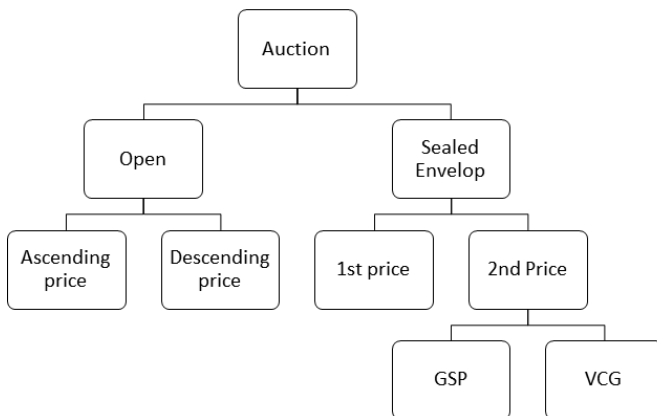 Auction
Open
Sealed
Envelop
Ascending
price
Descending
price
1st price
2nd Price
GSP
VCG